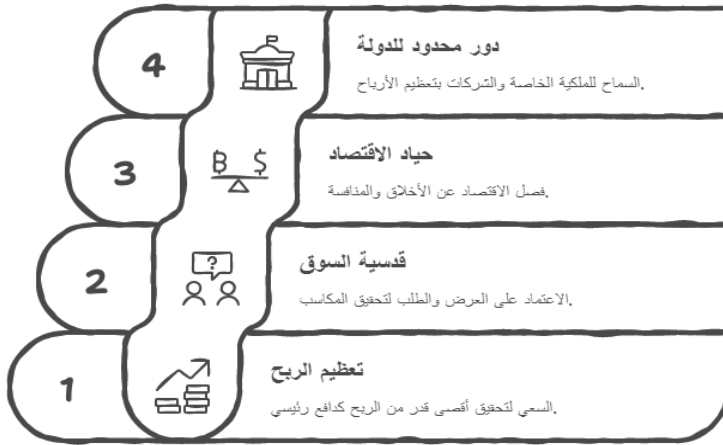 4
دور محدود للدولة
السماح للملكية الخاصة والشركات بتعظيم الأرباح.
3
B $
حياد الاقتصاد
فصل الاقتصاد عن الأخلاق والمنافسة.
2
?
قدسية السوق
الاعتماد على العرض والطلب لتحقيق المكاسب.
1
تعظيم الربح
السعي لتحقيق أقصى قدر من الربح كدافع رئيسي.